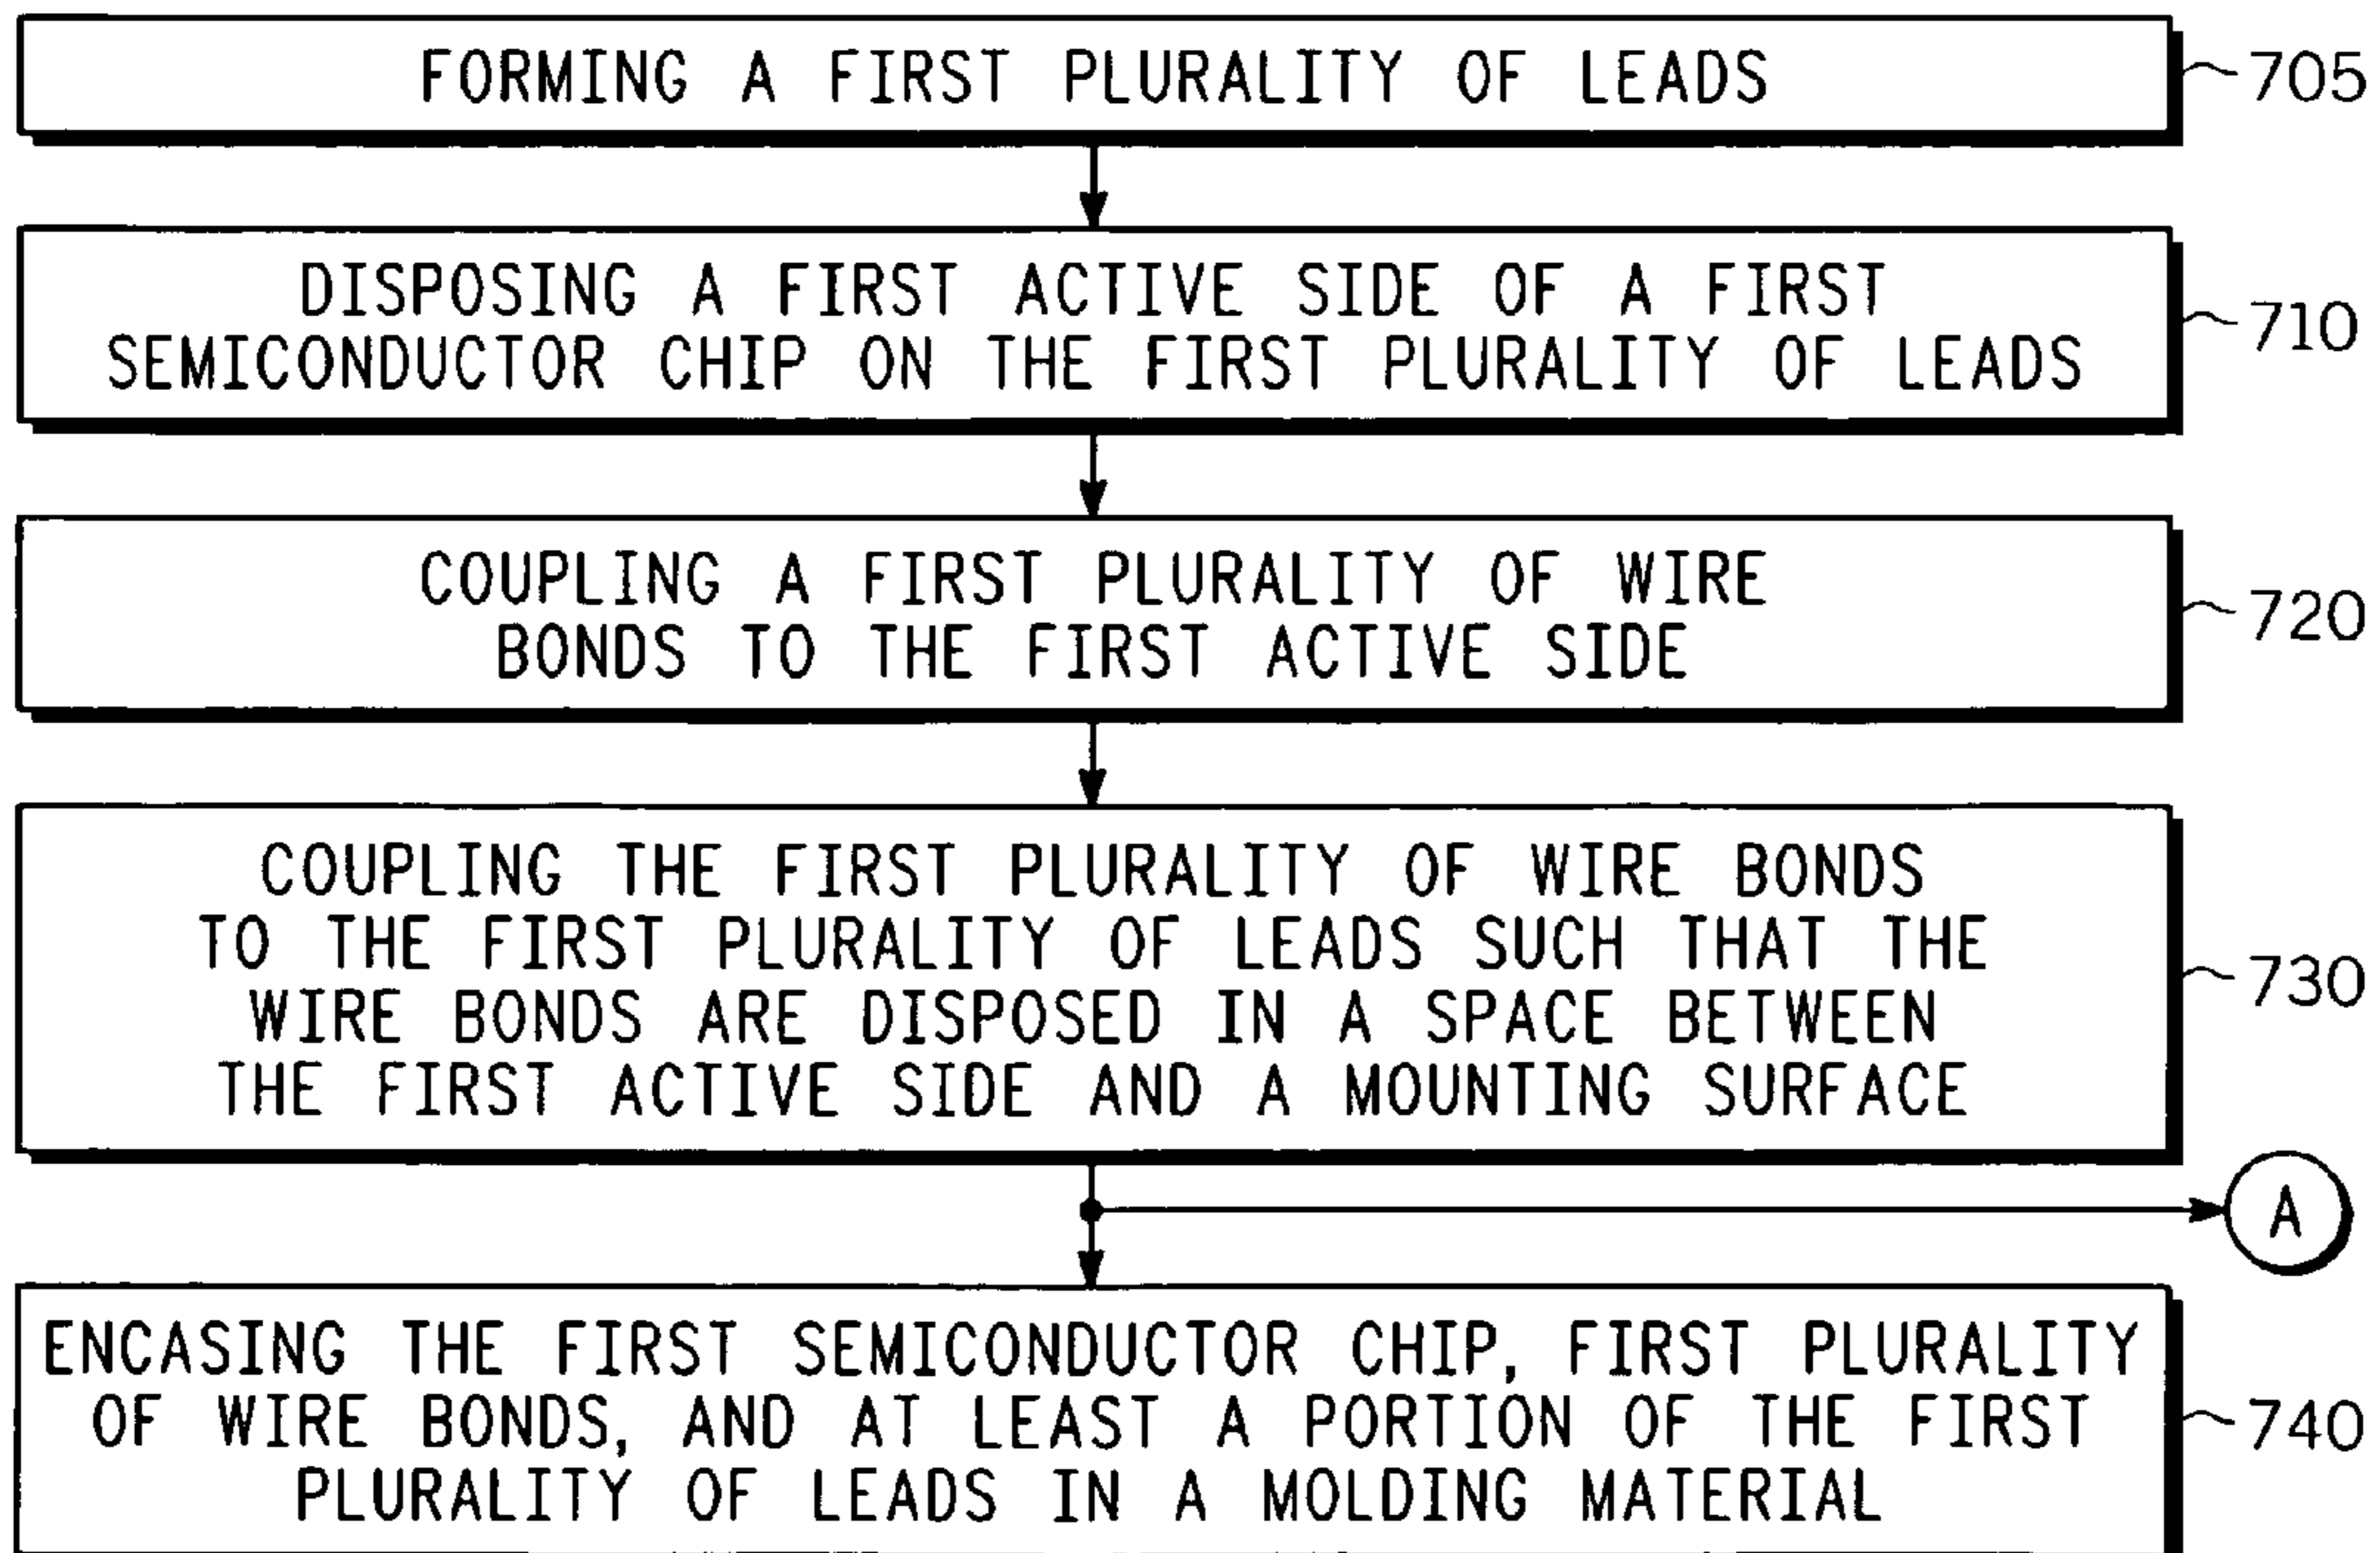 FORMING A FIRST PLURALITY OF LEADS
705
DISPOSING A FIRST ACTIVE SIDE OF A FIRST
SEMICONDUCTOR CHIP ON THE FIRST PLURALITY OF LEADS
710
COUPLING A FIRST PLURALITY OF WIRE
BONDS TO THE FIRST ACTIVE SIDE
720
COUPLING THE FIRST PLURALITY OF WIRE BONDS
TO THE FIRST PLURALITY OF LEADS SUCH THAT THE
WIRE BONDS ARE DISPOSED IN A SPACE BETWEEN
THE FIRST ACTIVE SIDE AND A MOUNTING SURFACE
730
A
ENCASING THE FIRST SEMICONDUCTOR CHIP, FIRST PLURALITY
OF WIRE BONDS, AND AT LEAST A PORTION OF THE FIRST
PLURALITY OF LEADS IN A MOLDING MATERIAL
740